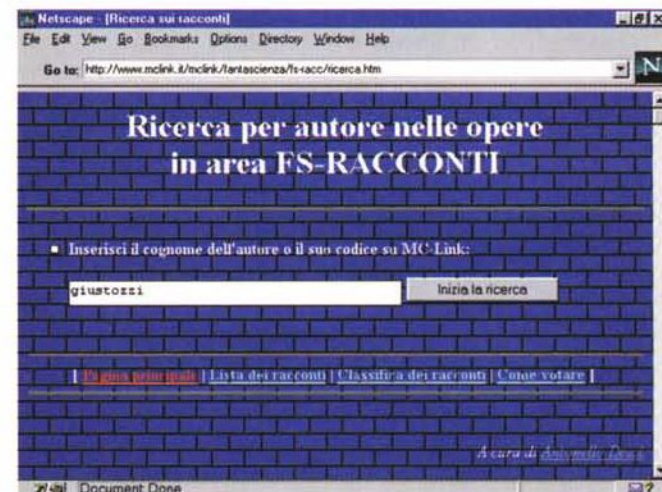 Netscape - [Ricerca sui racconti]
File Edit View Go Bookmarks Options Directory Window Help
Go to: http://www.mclink.it/mclink/fantascienza/fs-racc/ricerca.htm
N
Ricerca per autore nelle opere
in area FS-RACCONTI
Inserisci il cognome dell'autore o il suo codice su MC-Link:
giustozzi Inizia la ricerca
[ Pagina principale | Lista dei racconti | Classifica dei racconti | Come votare ]
A cura di Antonello
Document Done